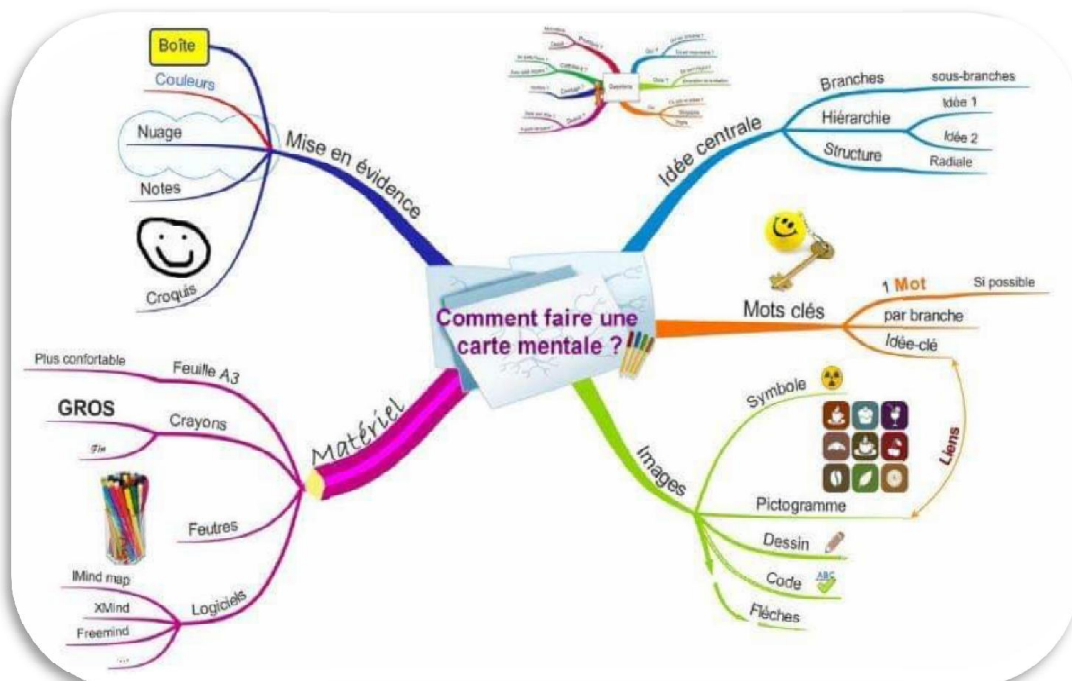 Comment faire une
carte mentale ?
Idée centrale
Branches
sous-branches
Hiérarchie
Idée 1
Idée 2
Structure
Radiale
Mots clés
1 Mot
Si possible
par branche
Idée-clé
Liens
Images
Symbole
Pictogramme
Dessin
Code
ABC
Flèches
Matériel
Feuille A3
Plus confortable
Crayons
GROS
Fin
Feutres
Logiciels
IMind map
XMind
Freemind
...
Mise en évidence
Boîte
Couleurs
Nuage
Notes
Croquis